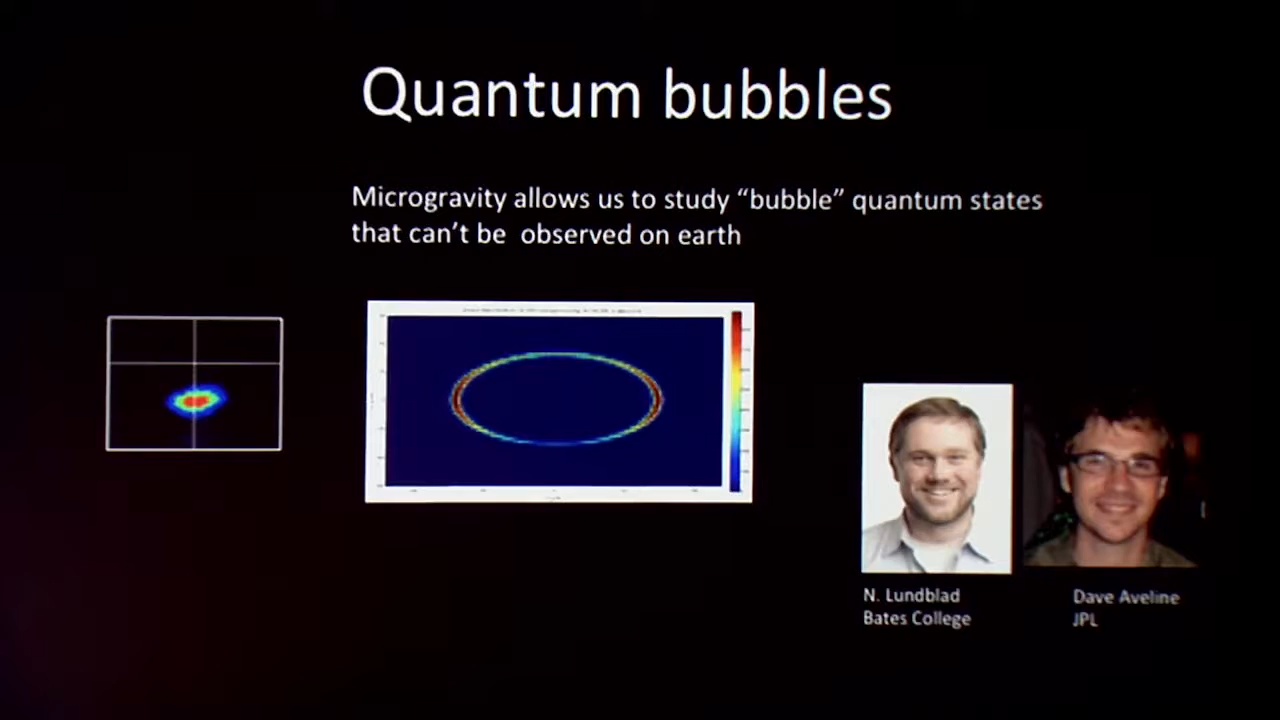 Quantum bubbles
Microgravity allows us to study “bubble” quantum states
that can’t be  observed on earth
N. Lundblad
Bates College
Dave Aveline
JPL